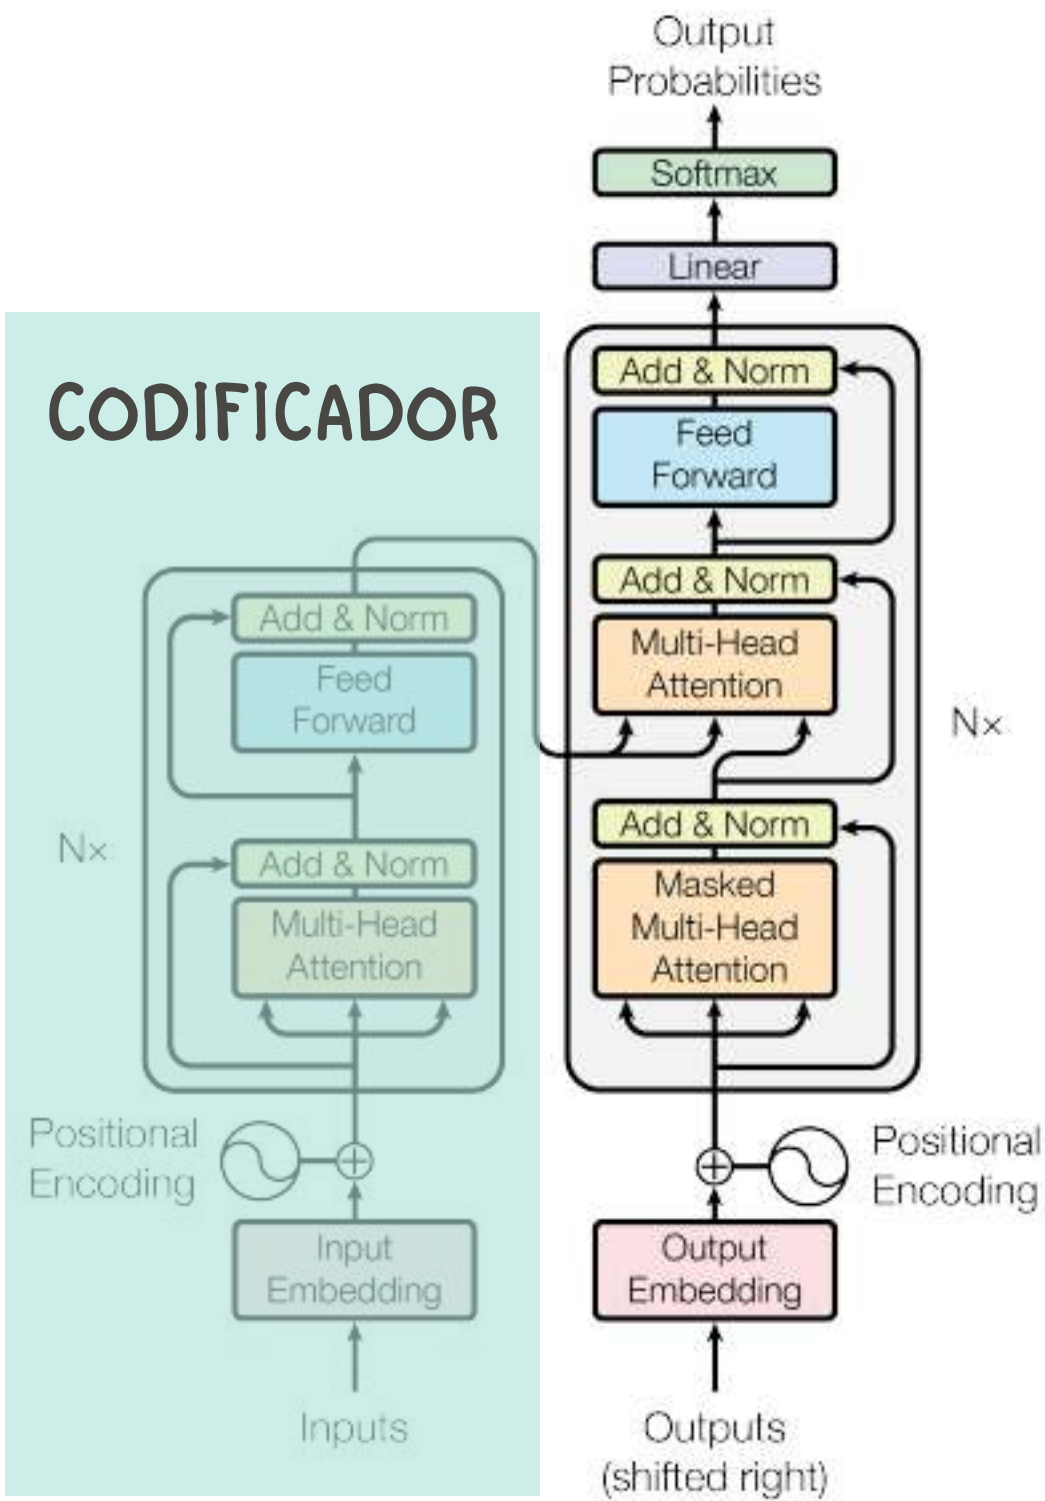 Output
Probabilities
Softmax
Linear
Add & Norm
Feed
Forward
Add & Norm
Multi-Head
Attention
Nx
Add & Norm
Masked
Multi-Head
Attention
Positional
Encoding
Output
Embedding
Outputs
(shifted right)
CODIFICADOR
Add & Norm
Feed
Forward
Nx
Add & Norm
Multi-Head
Attention
Positional
Encoding
Input
Embedding
Inputs